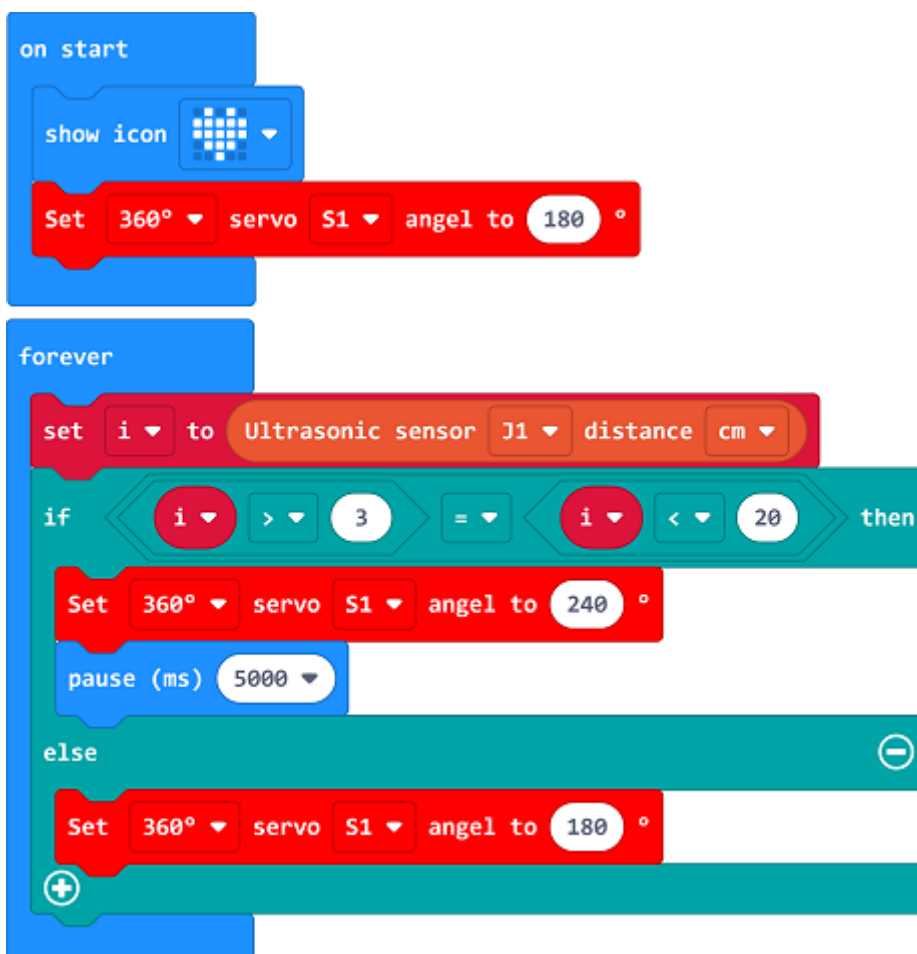 on start
show icon
Set 360° servo S1 angel to 180 °
forever
set i to Ultrasonic sensor J1 distance cm
if i > 3 = i < 20 then
Set 360° servo S1 angel to 240 °
pause (ms) 5000
else
Set 360° servo S1 angel to 180 °